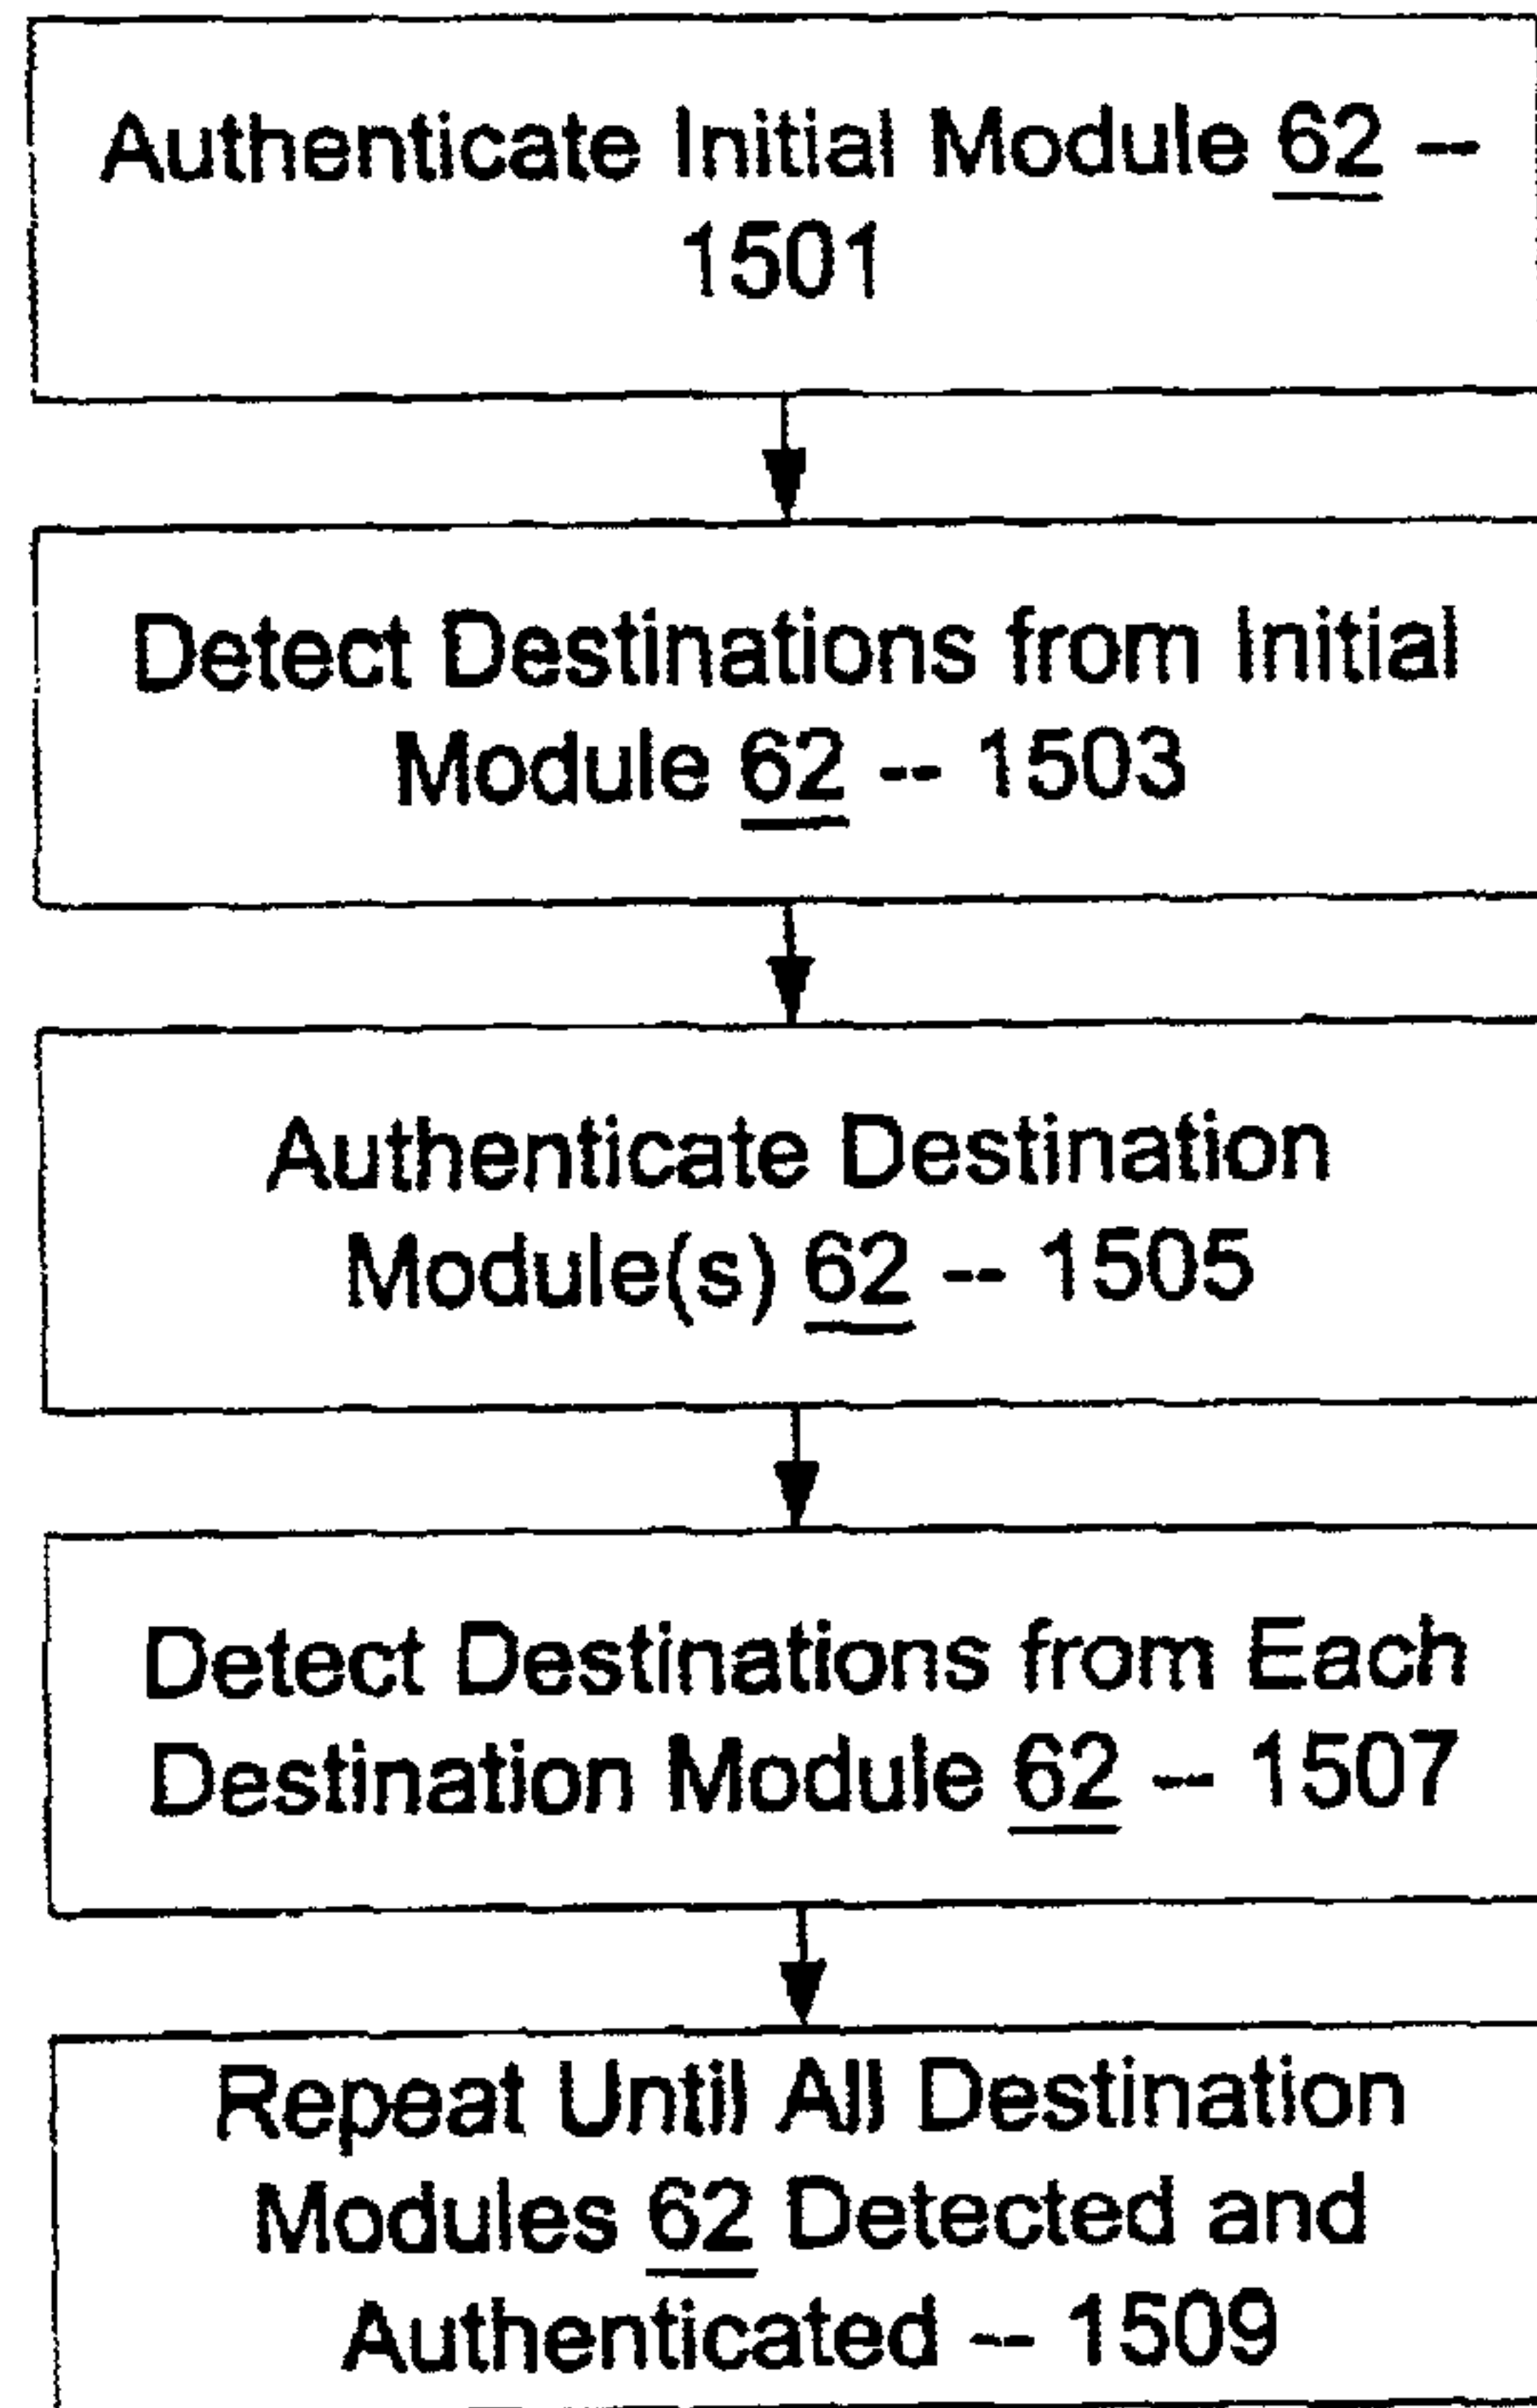 Authenticate Initial Module 62 --
1501
Detect Destinations from Initial
Module 62 -- 1503
Authenticate Destination
Module(s) 62 -- 1505
Detect Destinations from Each
Destination Module 62 -- 1507
Repeat Until All Destination
Modules 62 Detected and
Authenticated -- 1509